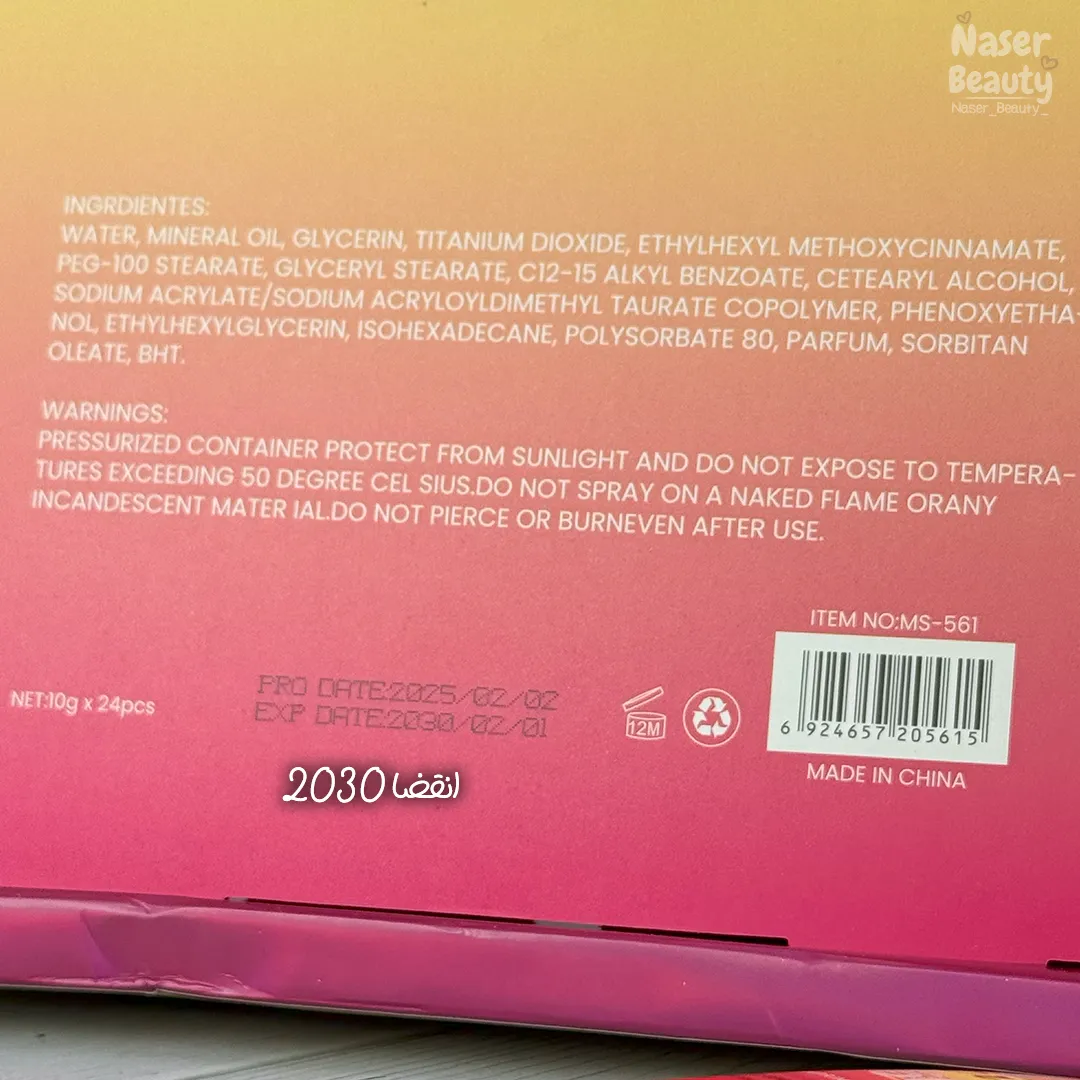 Naser
Beauty
Naser_Beauty_
INGRDIENTES:
WATER, MINERAL OIL, GLYCERIN, TITANIUM DIOXIDE, ETHYLHEXYL METHOXYCINNAMATE,
PEG-100 STEARATE, GLYCERYL STEARATE, C12-15 ALKYL BENZOATE, CETEARYL ALCOHOL,
SODIUM ACRYLATE/SODIUM ACRYLOYLDIMETHYL TAURATE COPOLYMER, PHENOXYETHA-
NOL, ETHYLHEXYLGLYCERIN, ISOHEXADECANE, POLYSORBATE 80, PARFUM, SORBITAN
OLEATE, BHT.
WARNINGS:
PRESSURIZED CONTAINER PROTECT FROM SUNLIGHT AND DO NOT EXPOSE TO TEMPERA-
TURES EXCEEDING 50 DEGREE CEL SIUS.DO NOT SPRAY ON A NAKED FLAME ORANY
INCANDESCENT MATER IAL.DO NOT PIERCE OR BURNEVEN AFTER USE.
ITEM NO:MS-561
NET:10g x 24pcs
PRO DATE:2025/02/02
EXP DATE:2030/02/01
12M
6 924657 205615
MADE IN CHINA
انقضا 2030